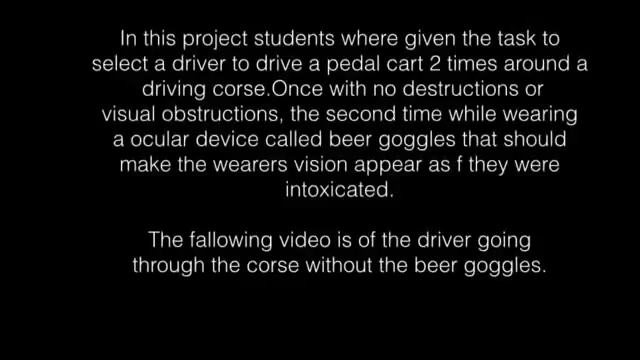 In this project students where given the task to
select a driver to drive a pedal cart 2 times around a
driving corse.Once with no destructions or
visual obstructions, the second time while wearing
a ocular device called beer goggles that should
make the wearers vision appear as f they were
intoxicated.
The fallowing video is of the driver going
through the corse without the beer goggles.